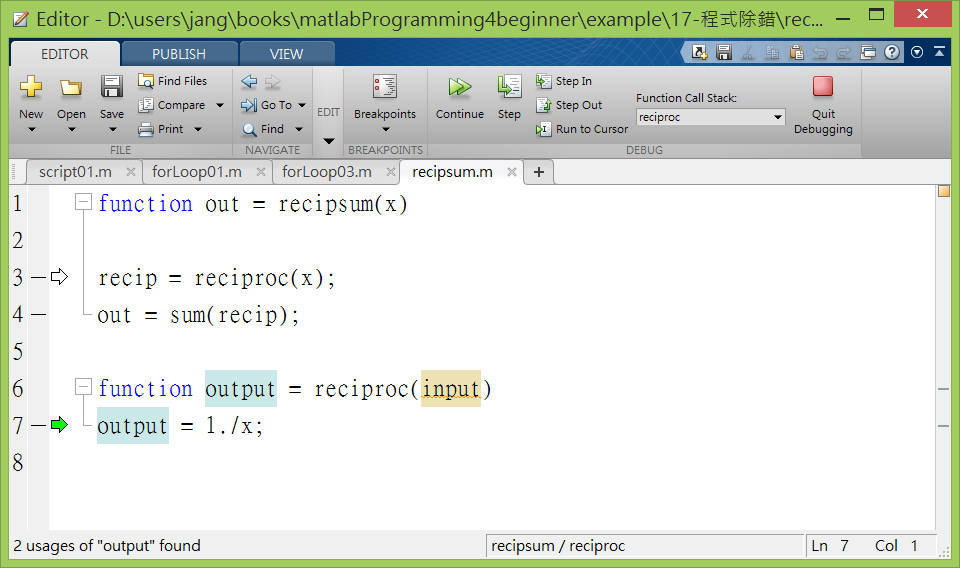 Editor - D:\users\jang\books\matlabProgramming4beginner\example\17-程式除錯\rec...
EDITOR PUBLISH VIEW
New Open Save
Find Files
Compare
Print
Go To
Find
EDIT
Breakpoints
Continue Step
Step In
Step Out
Run to Cursor
Function Call Stack:
reciproc
Quit
Debugging
FILE NAVIGATE BREAKPOINTS DEBUG
script01.m forLoop01.m forLoop03.m recipsum.m
1 function out = recipsum(x)
2
3 recip = reciproc(x);
4 out = sum(recip);
5
6 function output = reciproc(input)
7 output = 1./x;
8
2 usages of "output" found recipsum / reciproc Ln 7 Col 1